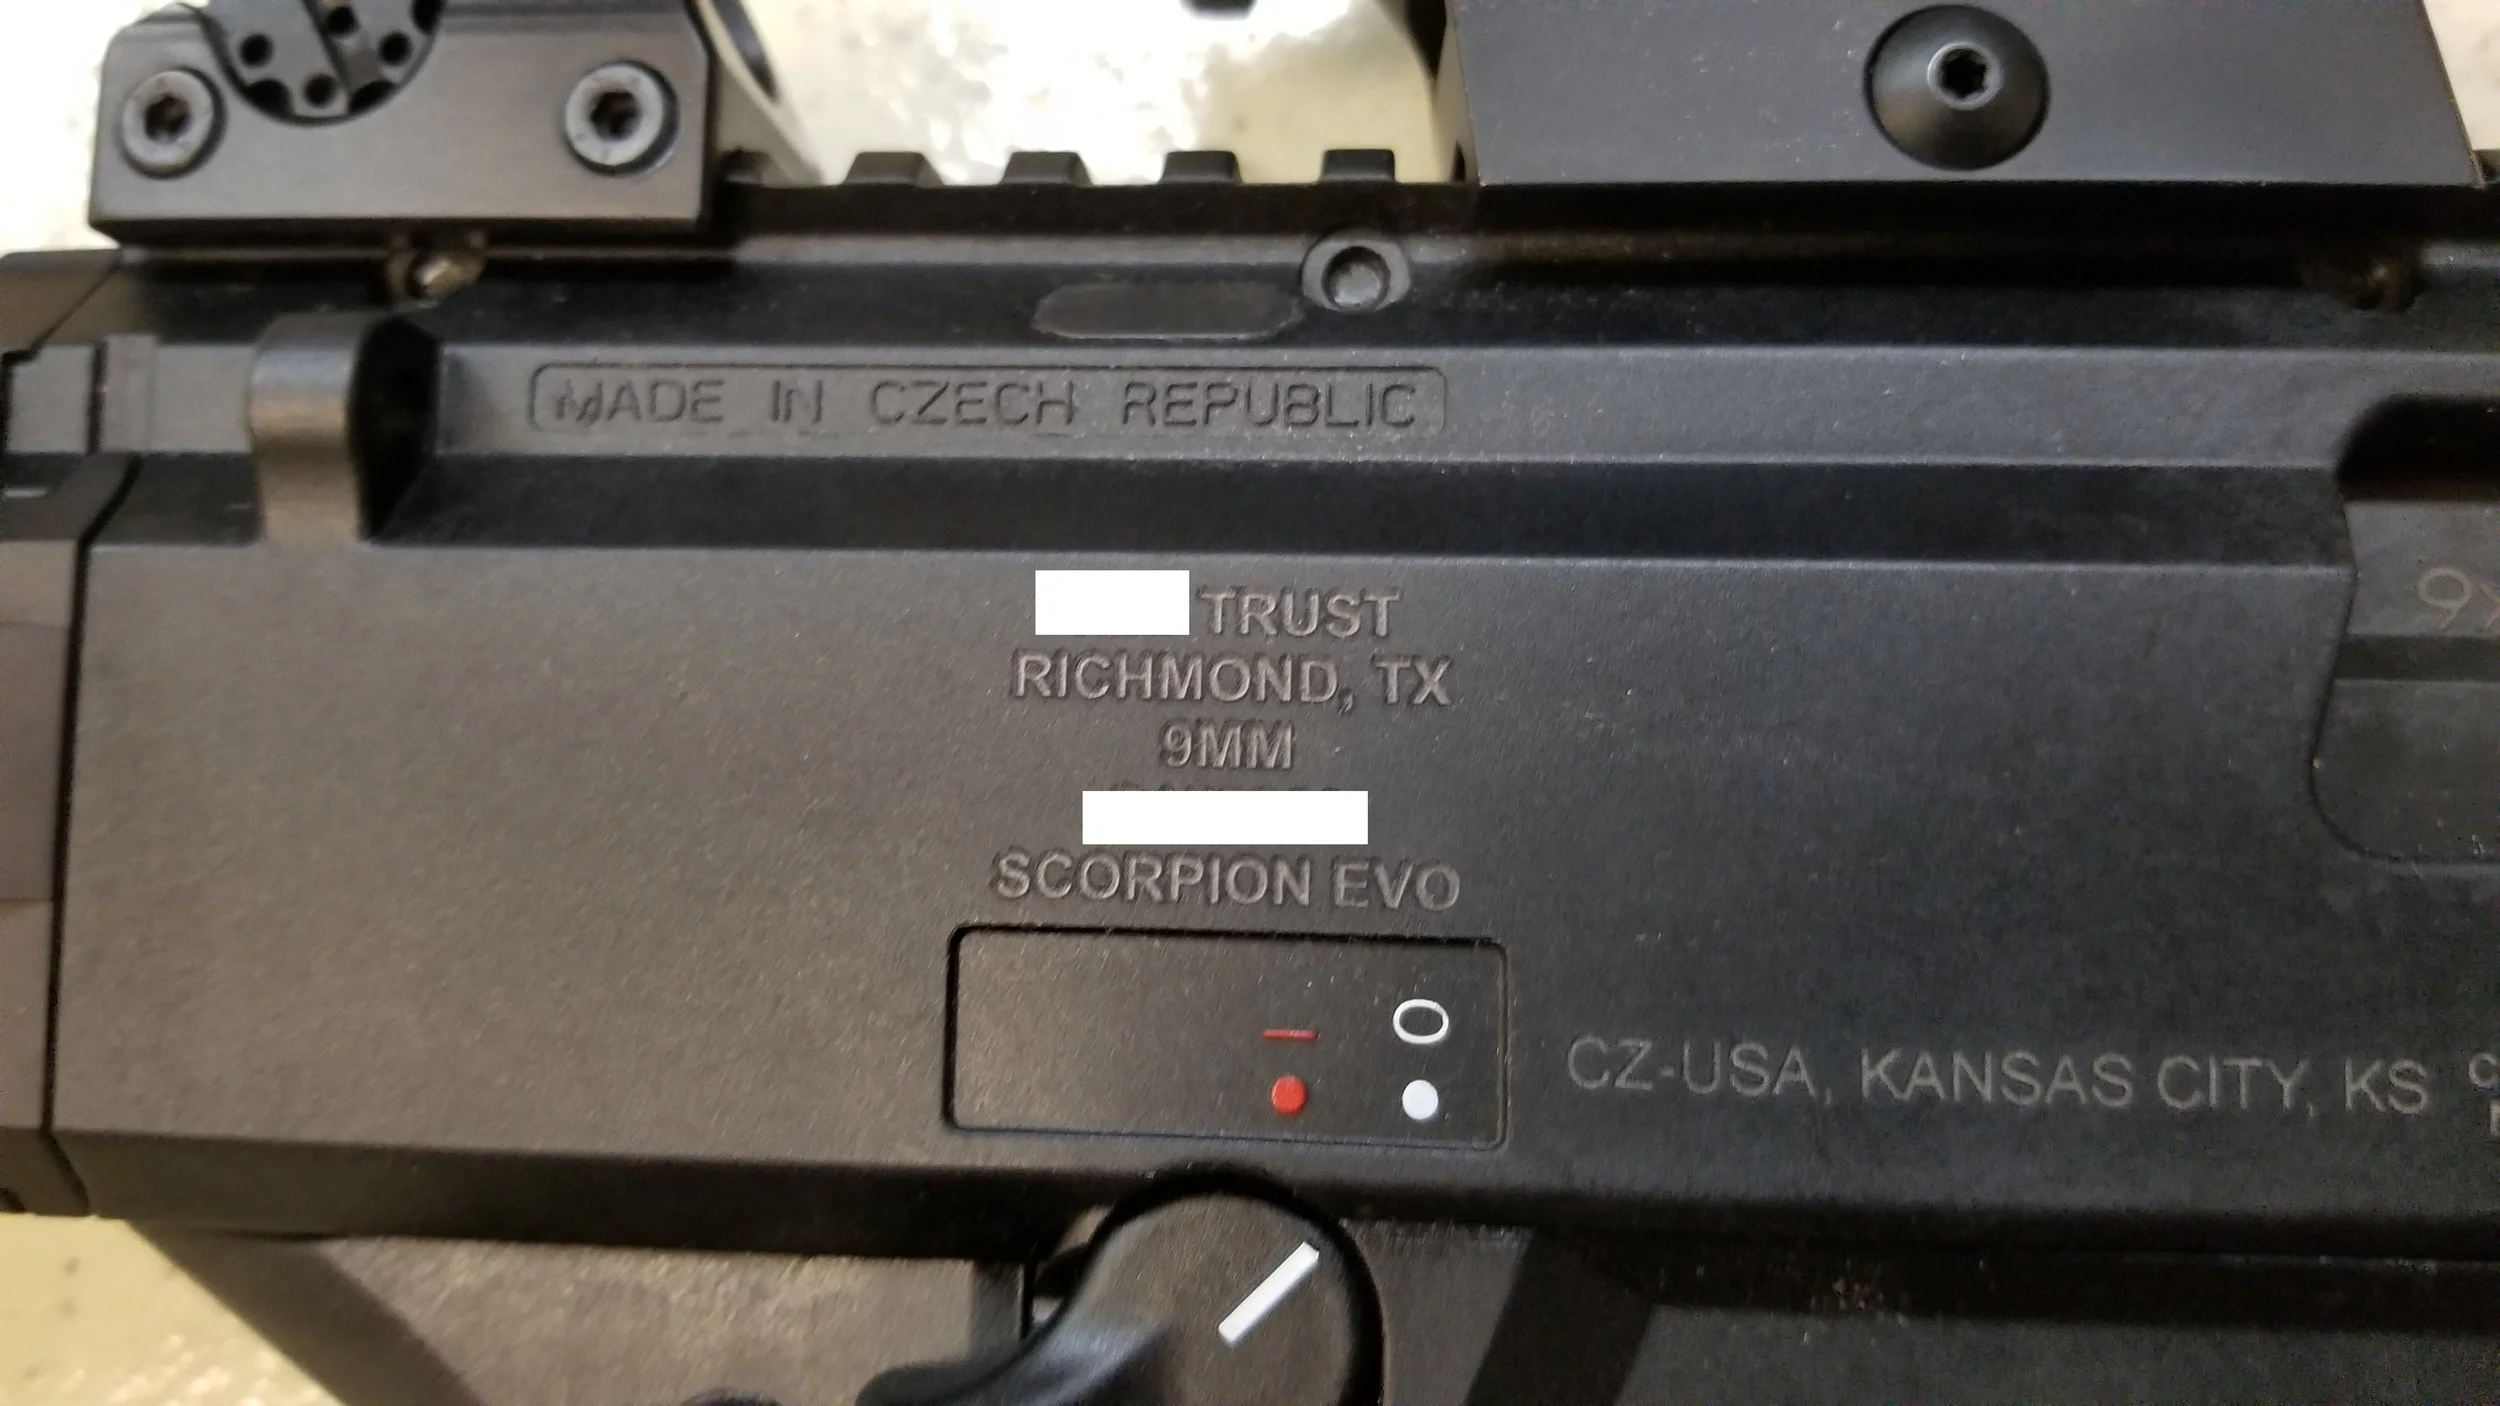 MADE IN CZECH REPUBLIC
TRUST
RICHMOND, TX
9MM
SCORPION EVO
CZ-USA, KANSAS CITY, KS